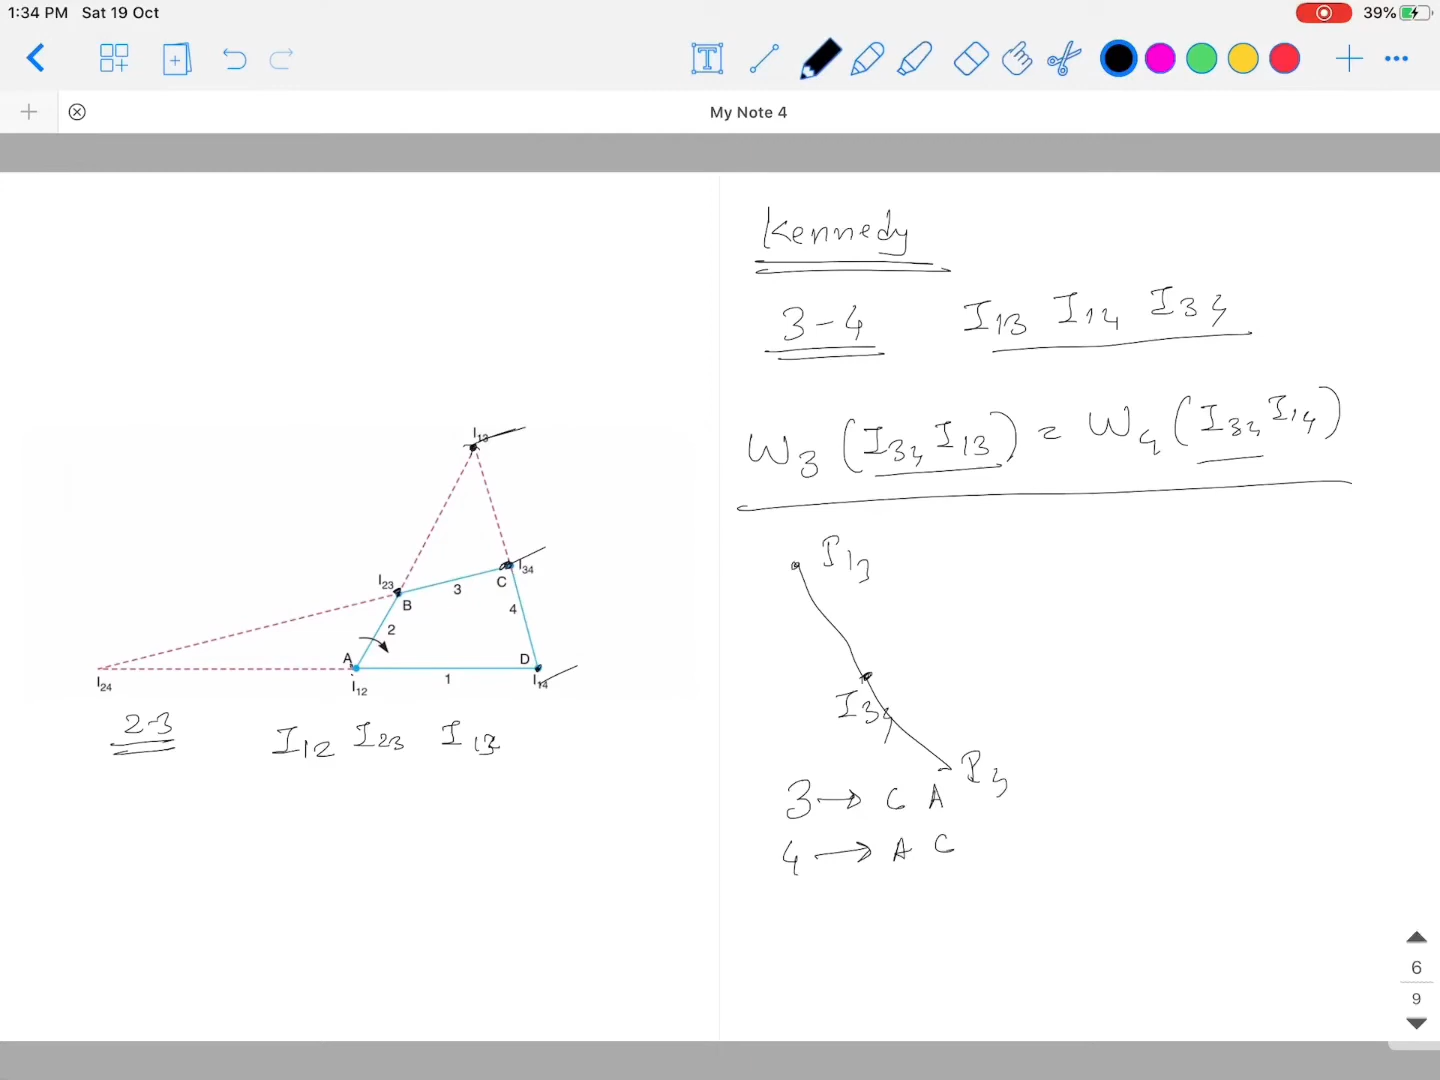 1:34 PM Sat 19 Oct
39%
My Note 4
I13
I23
B
3
C
I34
2
4
A
D
I24
I12
1
I14
2-3
I12 I23 I13
Kennedy
3-4 I13 I14 I34
W3 (I34 I13) = W4 (I34 I14)
I13
I34
3 → C A
4 → A C
6
9